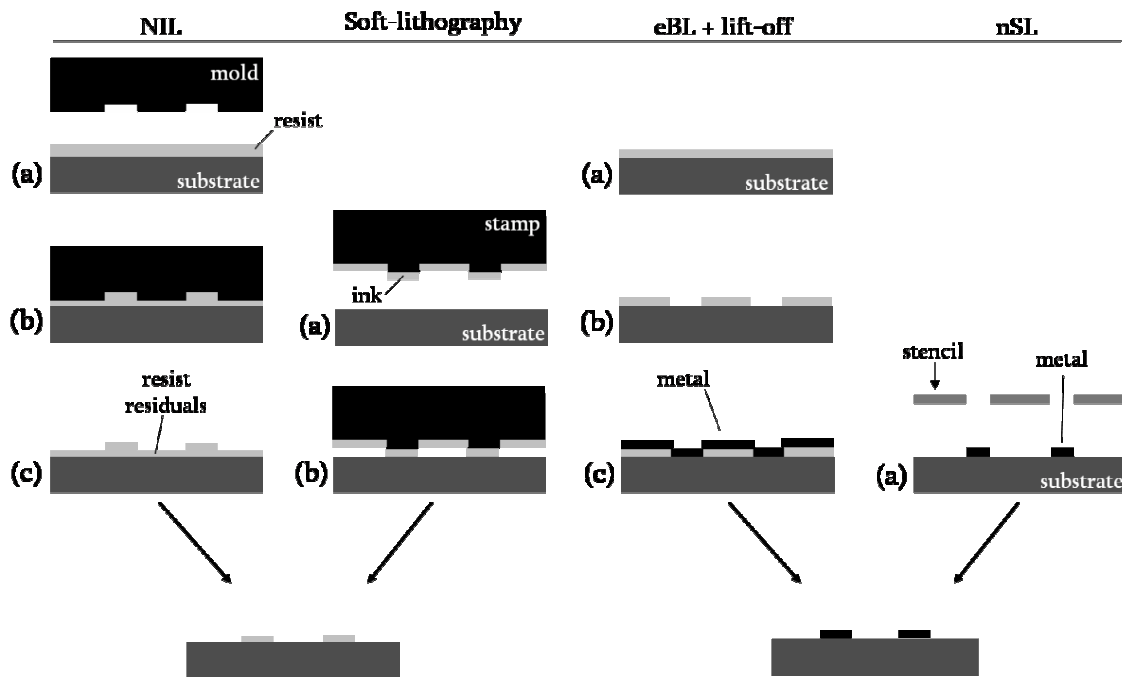 NIL
Soft-lithography
eBL + lift-off
nSL
mold
resist
(a)
substrate
(a)
substrate
stamp
ink
(b)
(a)
substrate
(b)
stencil
metal
resist
residuals
metal
(c)
(b)
(c)
(a)
substrate